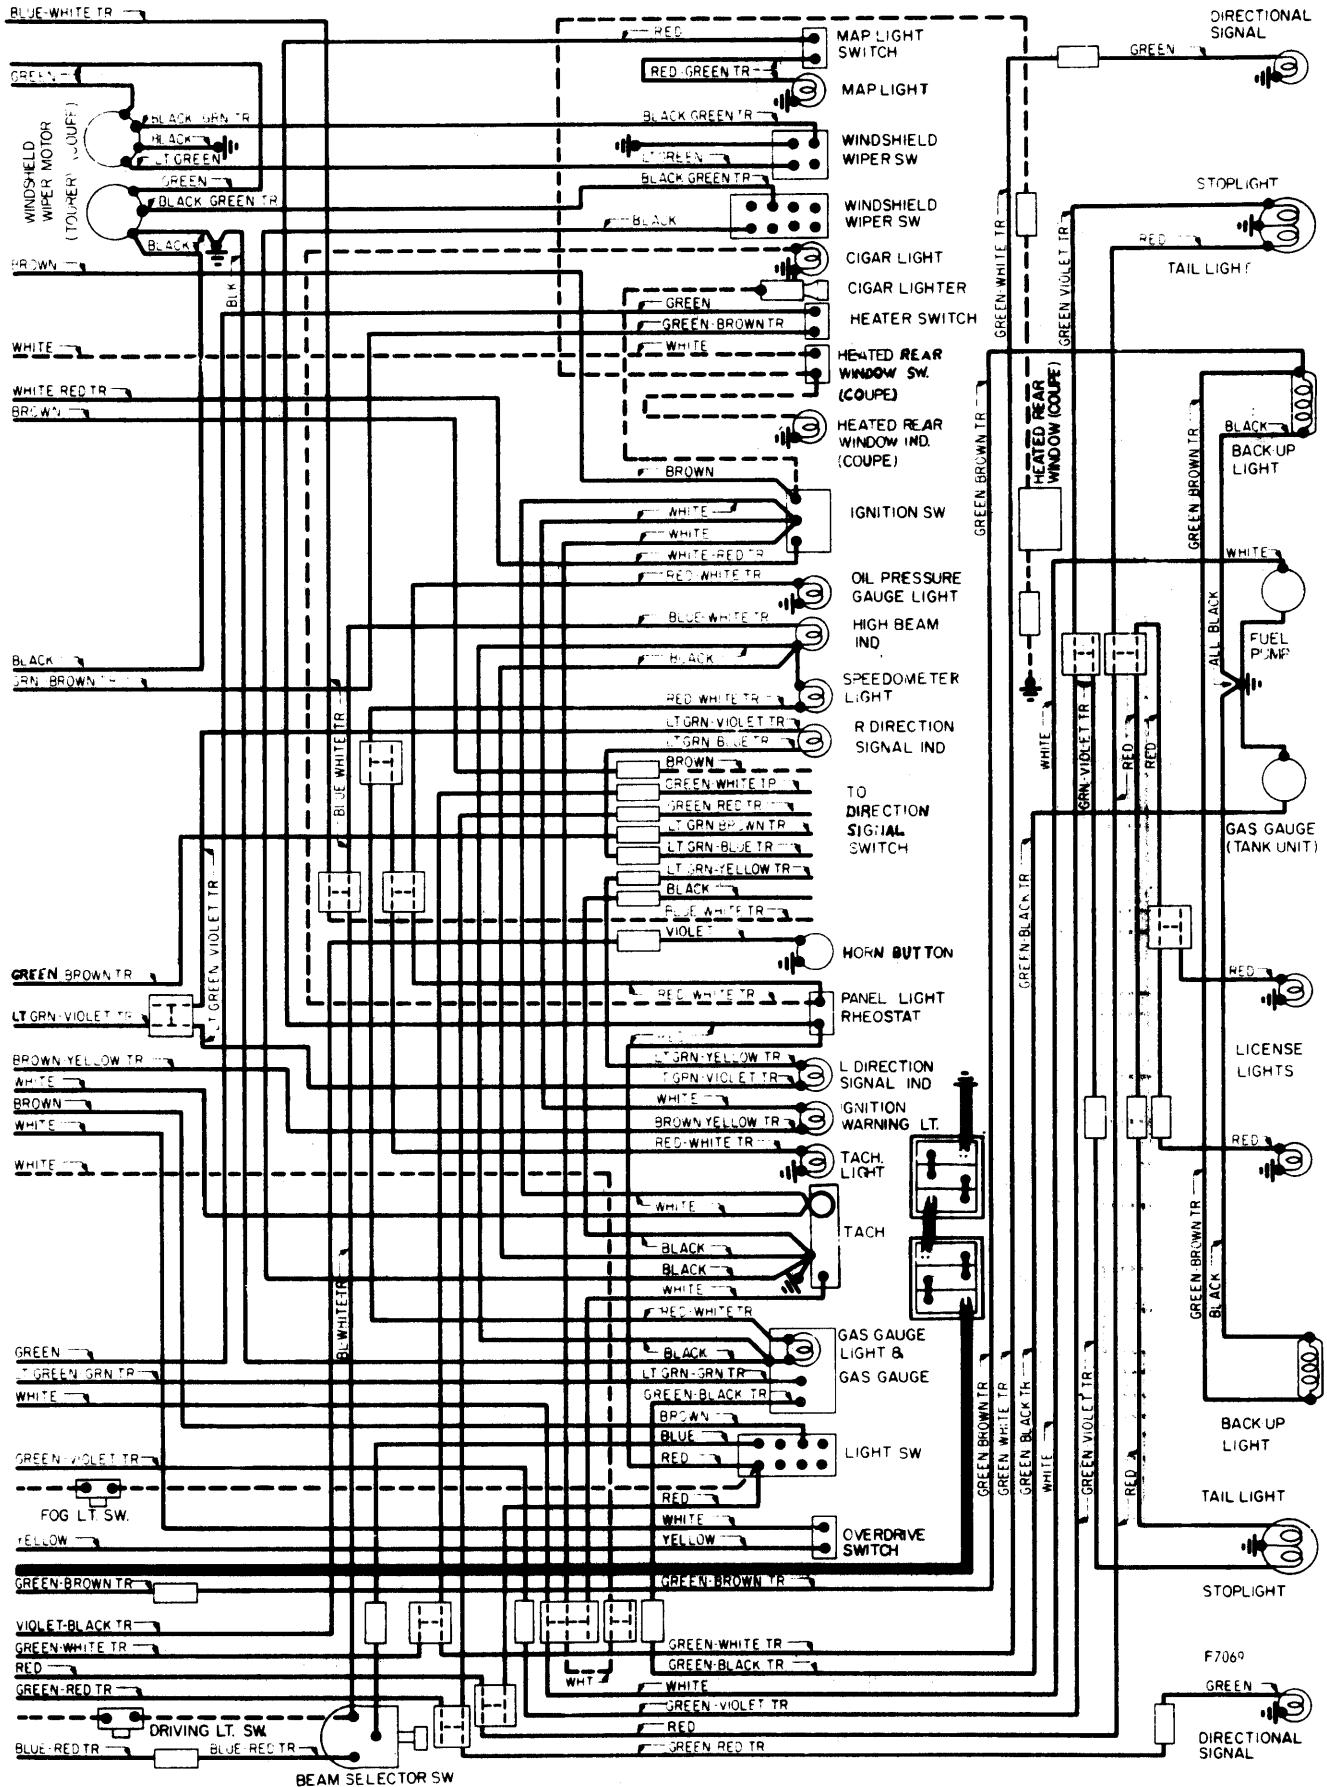 BLUE-WHITE TR
GREEN
WINDSHIELD
WIPER MOTOR
(TOURER) (COUPE)
BLACK GRN TR
BLACK
LT GREEN
GREEN
BLACK GREEN TR
BLACK
BLK
BROWN
WHITE
WHITE RED TR
BROWN
BLACK
GRN BROWN TR
BLUE WHITE TR
LT GREEN VIOLET TR
GREEN BROWN TR
LT GRN-VIOLET TR
BROWN-YELLOW TR
WHITE
BROWN
WHITE
WHITE
BL-WHITE TR
GREEN
LT GREEN-GRN TR
WHITE
GREEN-VIOLET TR
FOG LT. SW.
YELLOW
GREEN-BROWN TR
VIOLET-BLACK TR
GREEN-WHITE TR
RED
GREEN-RED TR
DRIVING LT. SW.
BLUE-RED TR
BLUE-RED TR
BEAM SELECTOR SW
RED
MAP LIGHT
SWITCH
RED-GREEN TR
MAP LIGHT
BLACK GREEN TR
WINDSHIELD
WIPER SW
LT GREEN
BLACK GREEN TR
WINDSHIELD
WIPER SW
BLACK
CIGAR LIGHT
CIGAR LIGHTER
GREEN
HEATER SWITCH
GREEN-BROWN TR
WHITE
HEATED REAR
WINDOW SW.
(COUPE)
HEATED REAR
WINDOW IND.
(COUPE)
BROWN
WHITE
IGNITION SW
WHITE
WHITE-RED TR
RED-WHITE TR
OIL PRESSURE
GAUGE LIGHT
BLUE-WHITE TR
HIGH BEAM
IND
BLACK
SPEEDOMETER
LIGHT
RED WHITE TR
LT GRN-VIOLET TR
R DIRECTION
SIGNAL IND
LT GRN BLUE TR
BROWN
GREEN-WHITE TR
TO
DIRECTION
SIGNAL
SWITCH
GREEN RED TR
LT GRN BROWN TR
LT GRN-BLUE TR
LT GRN-YELLOW TR
BLACK
BLUE WHITE TR
VIOLET
HORN BUTTON
RED WHITE TR
PANEL LIGHT
RHEOSTAT
RED
LT GRN-YELLOW TR
L DIRECTION
SIGNAL IND
LT GRN-VIOLET TR
WHITE
IGNITION
WARNING LT.
BROWN YELLOW TR
RED-WHITE TR
TACH.
LIGHT
WHITE
TACH
BLACK
BLACK
WHITE
RED-WHITE TR
GAS GAUGE
LIGHT &
GAS GAUGE
BLACK
LT GRN-GRN TR
GREEN-BLACK TR
BROWN
BLUE
LIGHT SW
RED
RED
WHITE
YELLOW
OVERDRIVE
SWITCH
GREEN-BROWN TR
GREEN-WHITE TR
GREEN-BLACK TR
WHT
WHITE
GREEN-VIOLET TR
RED
GREEN RED TR
DIRECTIONAL
SIGNAL
GREEN
GREEN-WHITE TR
STOPLIGHT
GREEN VIOLET TR
RED
TAIL LIGHT
GREEN BROWN TR
HEATED REAR
WINDOW (COUPE)
GREEN BROWN TR
BLACK
BACK UP
LIGHT
WHITE
ALL BLACK
FUEL
PUMP
WHITE
GRN-VIOLET TR
RED
RED
GAS GAUGE
(TANK UNIT)
GREEN-BLACK TR
RED
LICENSE
LIGHTS
RED
GREEN-BROWN TR
BLACK
BACK UP
LIGHT
GREEN BROWN TR
GREEN WHITE TR
GREEN BLACK TR
WHITE
GREEN VIOLET TR
RED
TAIL LIGHT
STOPLIGHT
F7069
GREEN
DIRECTIONAL
SIGNAL